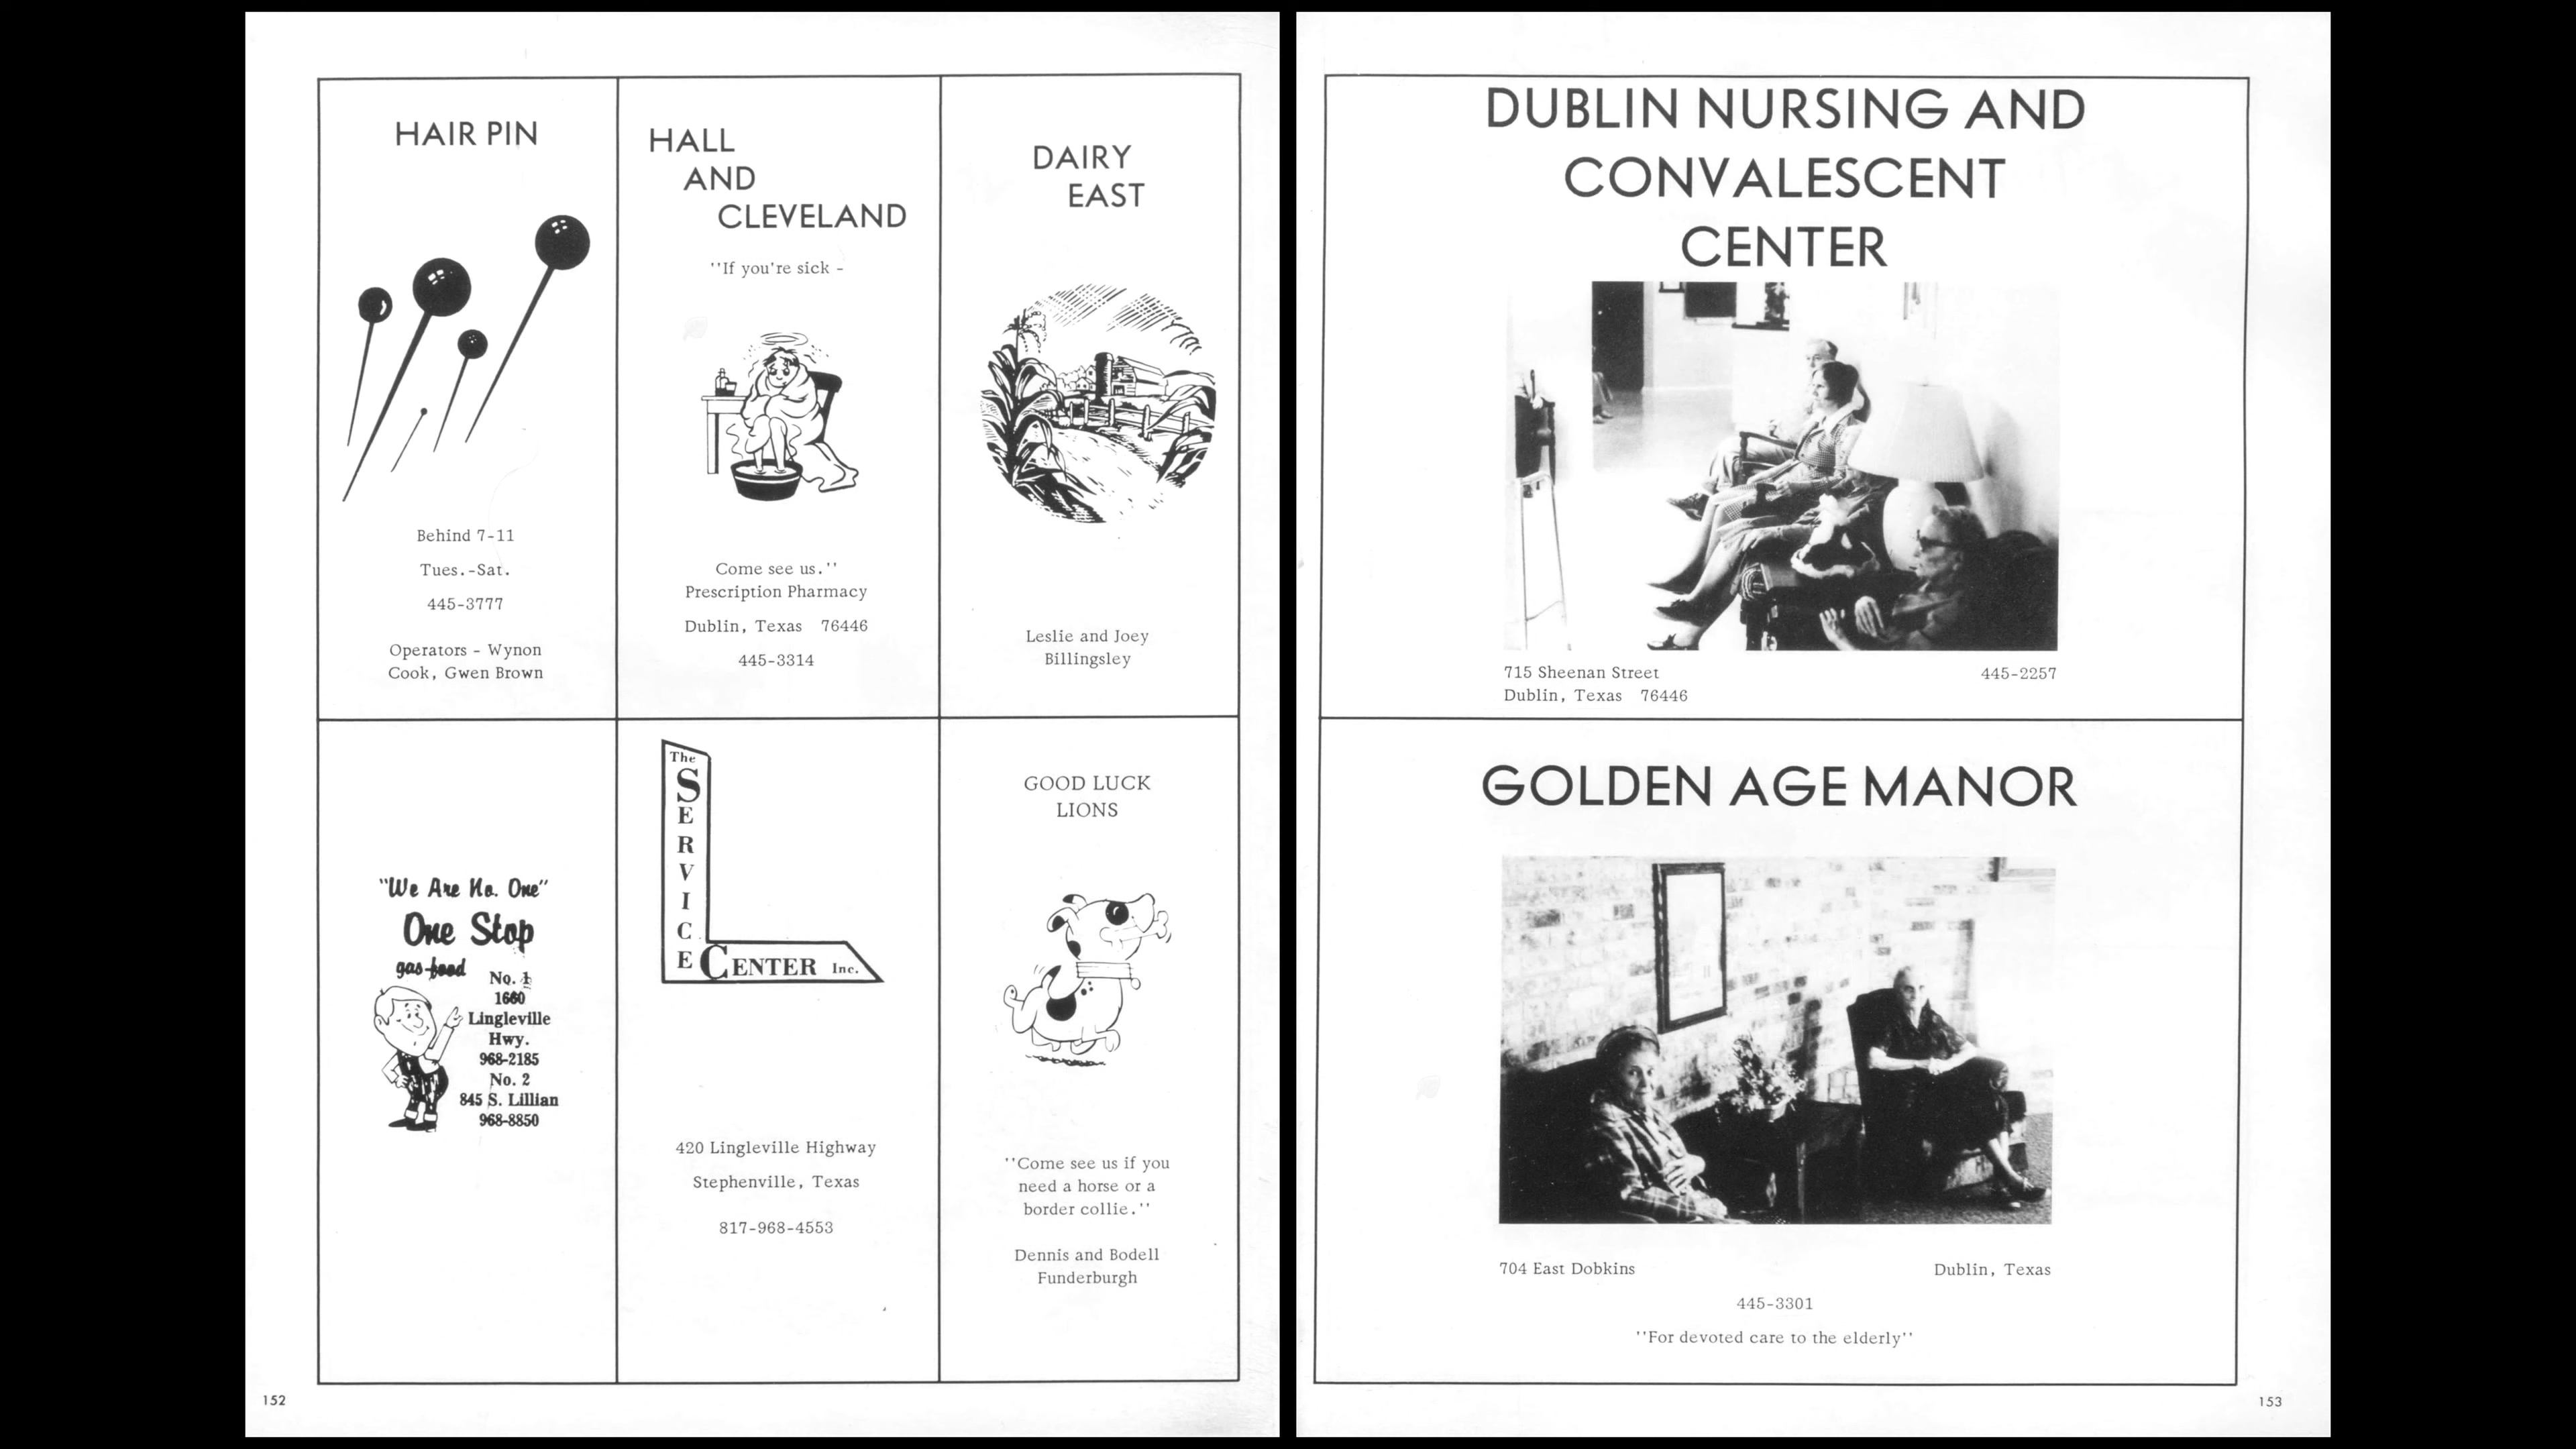 HAIR PIN
Behind 7-11
Tues.-Sat.
445-3777
Operators - Wynon
Cook, Gwen Brown
HALL
AND
CLEVELAND
''If you're sick -
Come see us.''
Prescription Pharmacy
Dublin, Texas 76446
445-3314
DAIRY
EAST
Leslie and Joey
Billingsley
"We Are No. One"
One Stop
gas-food
No. 1
1660
Lingleville
Hwy.
968-2185
No. 2
845 S. Lillian
968-8850
The
SERVICE
CENTER Inc.
420 Lingleville Highway
Stephenville, Texas
817-968-4553
GOOD LUCK
LIONS
''Come see us if you
need a horse or a
border collie.''
Dennis and Bodell
Funderburgh
152
DUBLIN NURSING AND
CONVALESCENT
CENTER
715 Sheenan Street 445-2257
Dublin, Texas 76446
GOLDEN AGE MANOR
704 East Dobkins Dublin, Texas
445-3301
''For devoted care to the elderly''
153